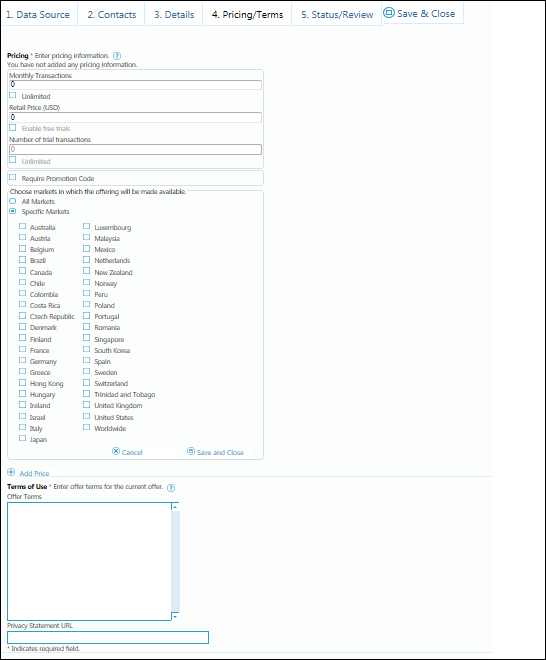 1. Data Source 2. Contacts 3. Details 4. Pricing/Terms 5. Status/Review Save & Close
Pricing * Enter pricing information. ?
You have not added any pricing information.
Monthly Transactions
0
Unlimited
Retail Price (USD)
0
Enable free trials
Number of trial transactions
0
Unlimited
Require Promotion Code
Choose markets in which the offering will be made available.
All Markets
Specific Markets
Australia Luxembourg
Austria Malaysia
Belgium Mexico
Brazil Netherlands
Canada New Zealand
Chile Norway
Colombia Peru
Costa Rica Poland
Czech Republic Portugal
Denmark Romania
Finland Singapore
France South Korea
Germany Spain
Greece Sweden
Hong Kong Switzerland
Hungary Trinidad and Tobago
Ireland United Kingdom
Israel United States
Italy Worldwide
Japan
Cancel Save and Close
Add Price
Terms of Use * Enter offer terms for the current offer. ?
Offer Terms
Privacy Statement URL
* Indicates required field.